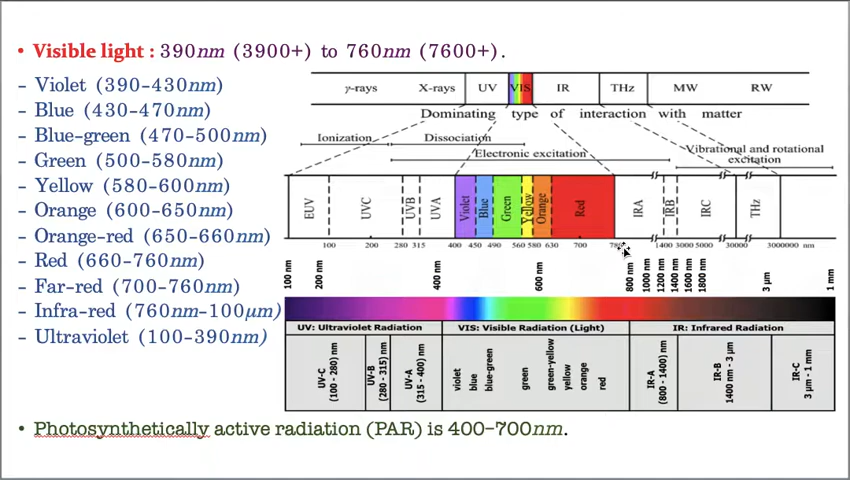 • Visible light : 390nm (3900+) to 760nm (7600+).
– Violet (390-430nm)
– Blue (430-470nm)
– Blue-green (470-500nm)
– Green (500-580nm)
– Yellow (580-600nm)
– Orange (600-650nm)
– Orange-red (650-660nm)
– Red (660-760nm)
– Far-red (700-760nm)
– Infra-red (760nm-100μm)
– Ultraviolet (100-390nm)
γ-rays X-rays UV VIS IR THz MW RW
Dominating type of interaction with matter
Ionization Dissociation
Electronic excitation
Vibrational and rotational
excitation
EUV UVC UVB UVA Violet Blue Green Yellow Orange Red IRA IRB IRC THz
100 200 280 315 400 450 490 560 580 630 700 1400 3000 5000 30000 3000000 nm
100 nm 200 nm 400 nm 600 nm 800 nm 1000 nm 1200 nm 1400 nm 1600 nm 1800 nm 3 μm 1 mm
UV: Ultraviolet Radiation VIS: Visible Radiation (Light) IR: Infrared Radiation
UV-C (100 - 280) nm
UV-B (280 - 315) nm
UV-A (315 - 400) nm
violet blue blue-green green green-yellow yellow orange red
IR-A (800 - 1400) nm
IR-B 1400 nm - 3 μm
IR-C 3 μm - 1 mm
• Photosynthetically active radiation (PAR) is 400-700nm.